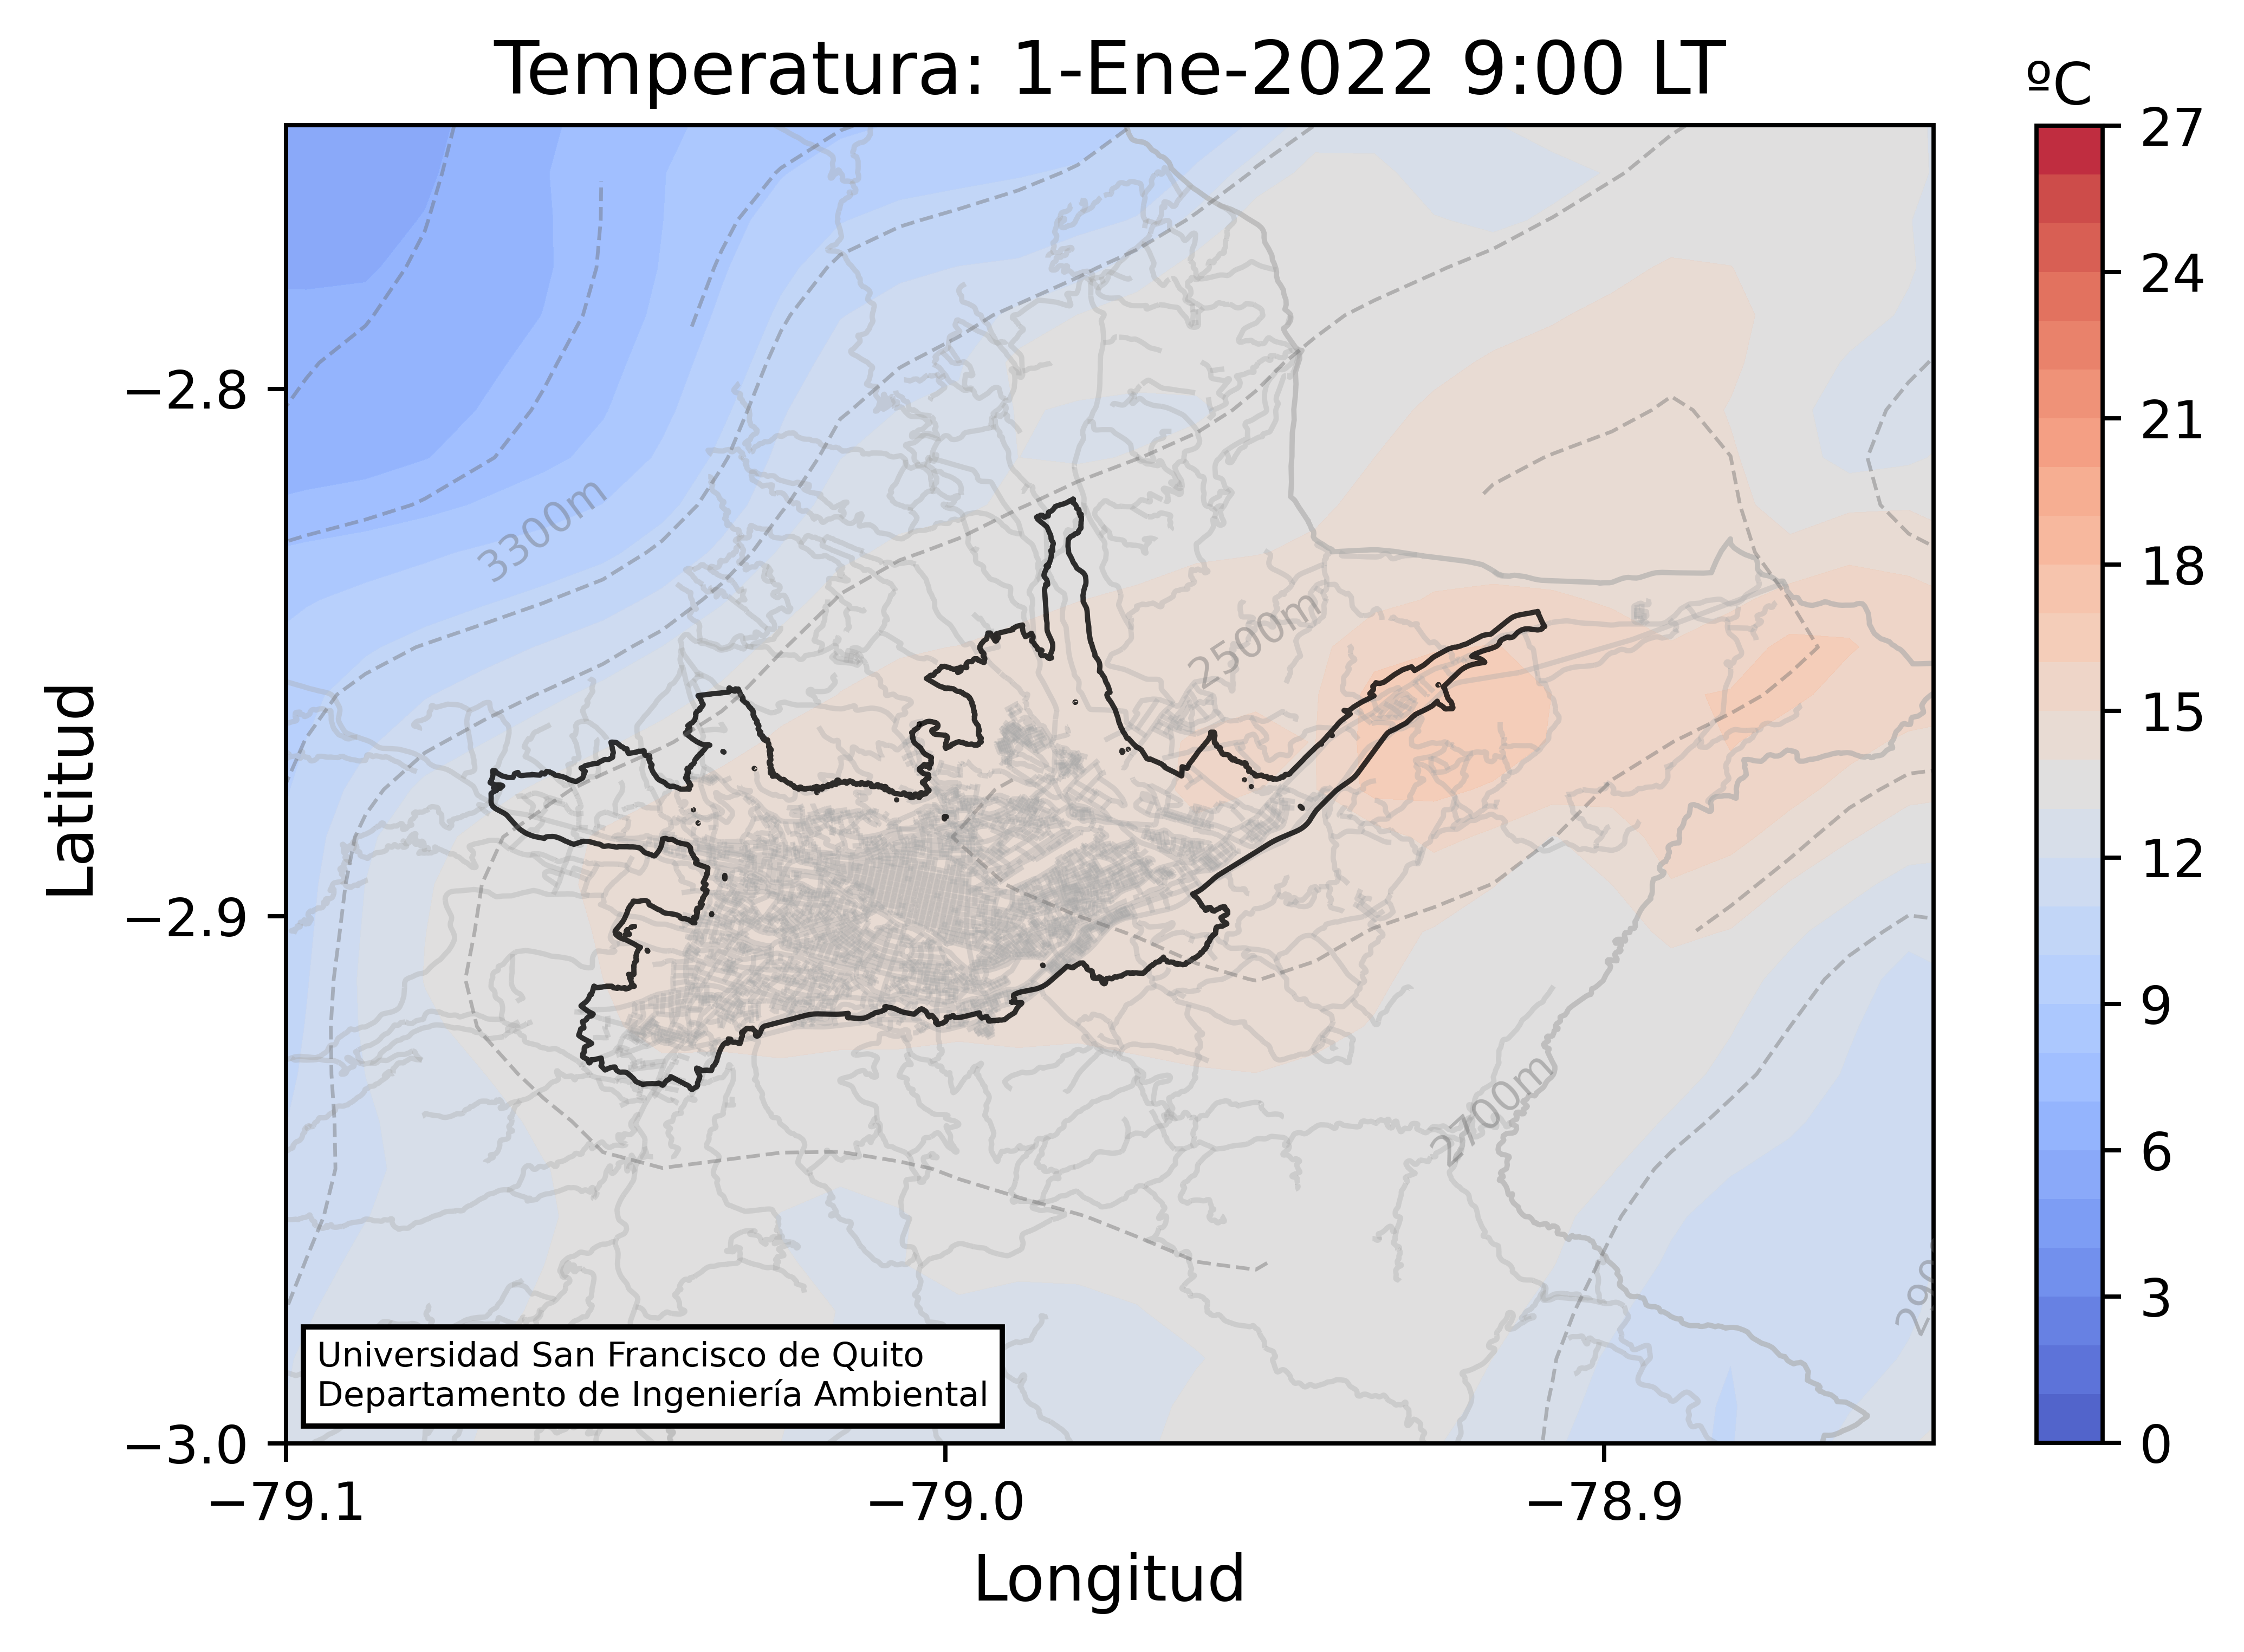 Temperatura: 1-Ene-2022 9:00 LT
ºC
27
24
21
18
15
12
9
6
3
0
−2.8
−2.9
−3.0
Latitud
3300m
2500m
2700m
290
Universidad San Francisco de Quito
Departamento de Ingeniería Ambiental
−79.1
−79.0
−78.9
Longitud